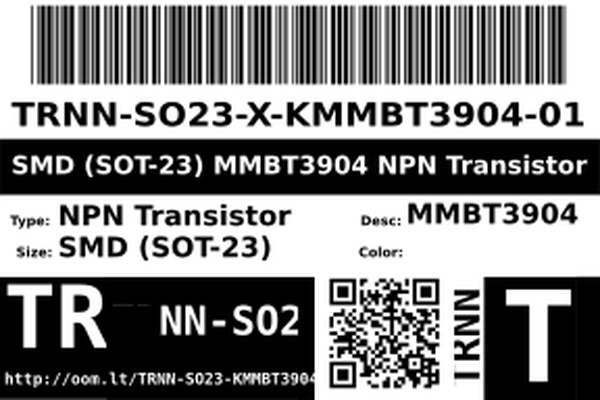 TRNN-SO23-X-KMMBT3904-01
SMD (SOT-23) MMBT3904 NPN Transistor
Type: NPN Transistor
Desc: MMBT3904
Size: SMD (SOT-23)
Color:
TR NN-SO2
http://oom.lt/TRNN-SO23-KMMBT3904
TRNN
T